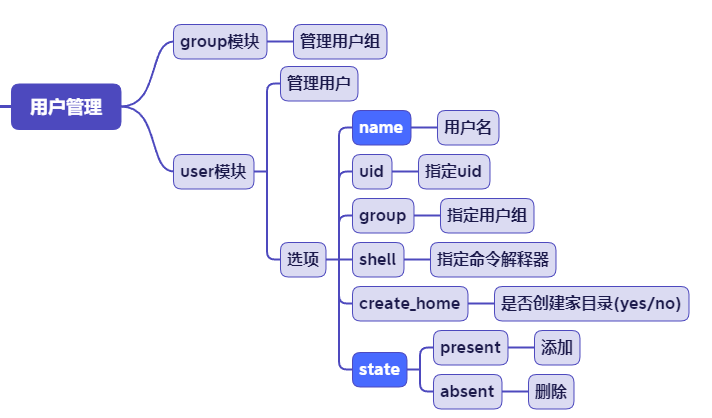 用户管理
group模块
管理用户组
user模块
管理用户
选项
name
用户名
uid
指定uid
group
指定用户组
shell
指定命令解释器
create_home
是否创建家目录(yes/no)
state
present
添加
absent
删除